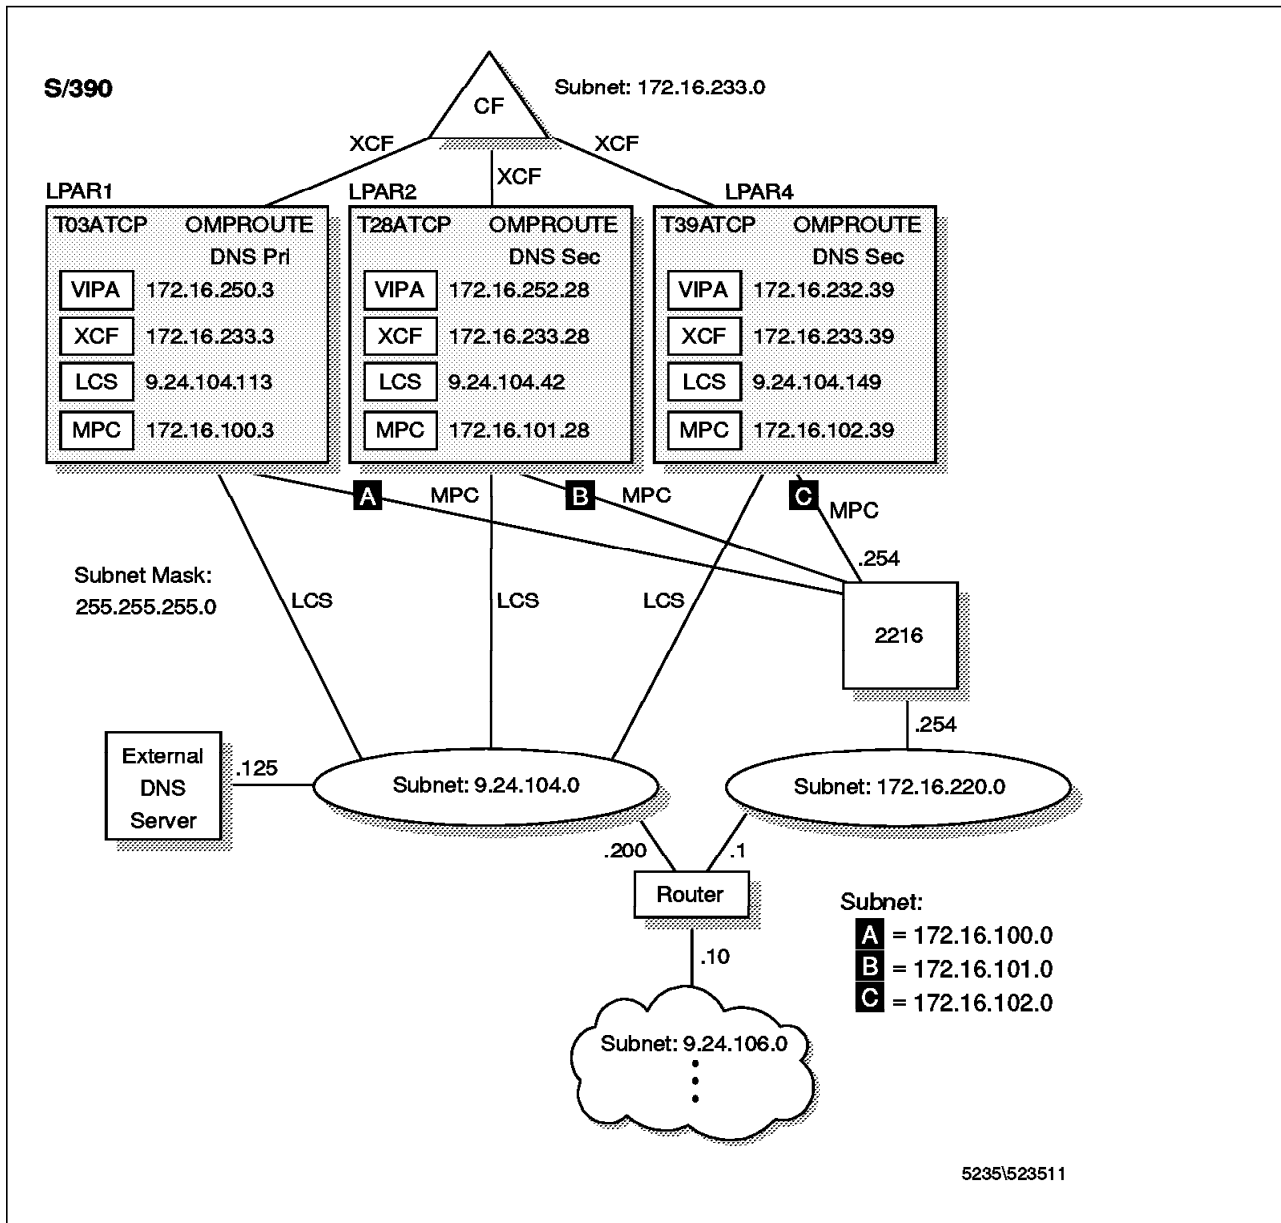 S/390
CF
Subnet: 172.16.233.0
XCF
XCF
XCF
LPAR1
LPAR2
LPAR4
T03ATCP OMPROUTE
DNS Pri
VIPA 172.16.250.3
XCF 172.16.233.3
LCS 9.24.104.113
MPC 172.16.100.3
T28ATCP OMPROUTE
DNS Sec
VIPA 172.16.252.28
XCF 172.16.233.28
LCS 9.24.104.42
MPC 172.16.101.28
T39ATCP OMPROUTE
DNS Sec
VIPA 172.16.232.39
XCF 172.16.233.39
LCS 9.24.104.149
MPC 172.16.102.39
A
MPC
B
MPC
C
MPC
.254
Subnet Mask:
255.255.255.0
LCS
LCS
LCS
2216
.254
External
DNS
Server
.125
Subnet: 9.24.104.0
Subnet: 172.16.220.0
.200
.1
Router
.10
Subnet:
A = 172.16.100.0
B = 172.16.101.0
C = 172.16.102.0
Subnet: 9.24.106.0
5235\523511